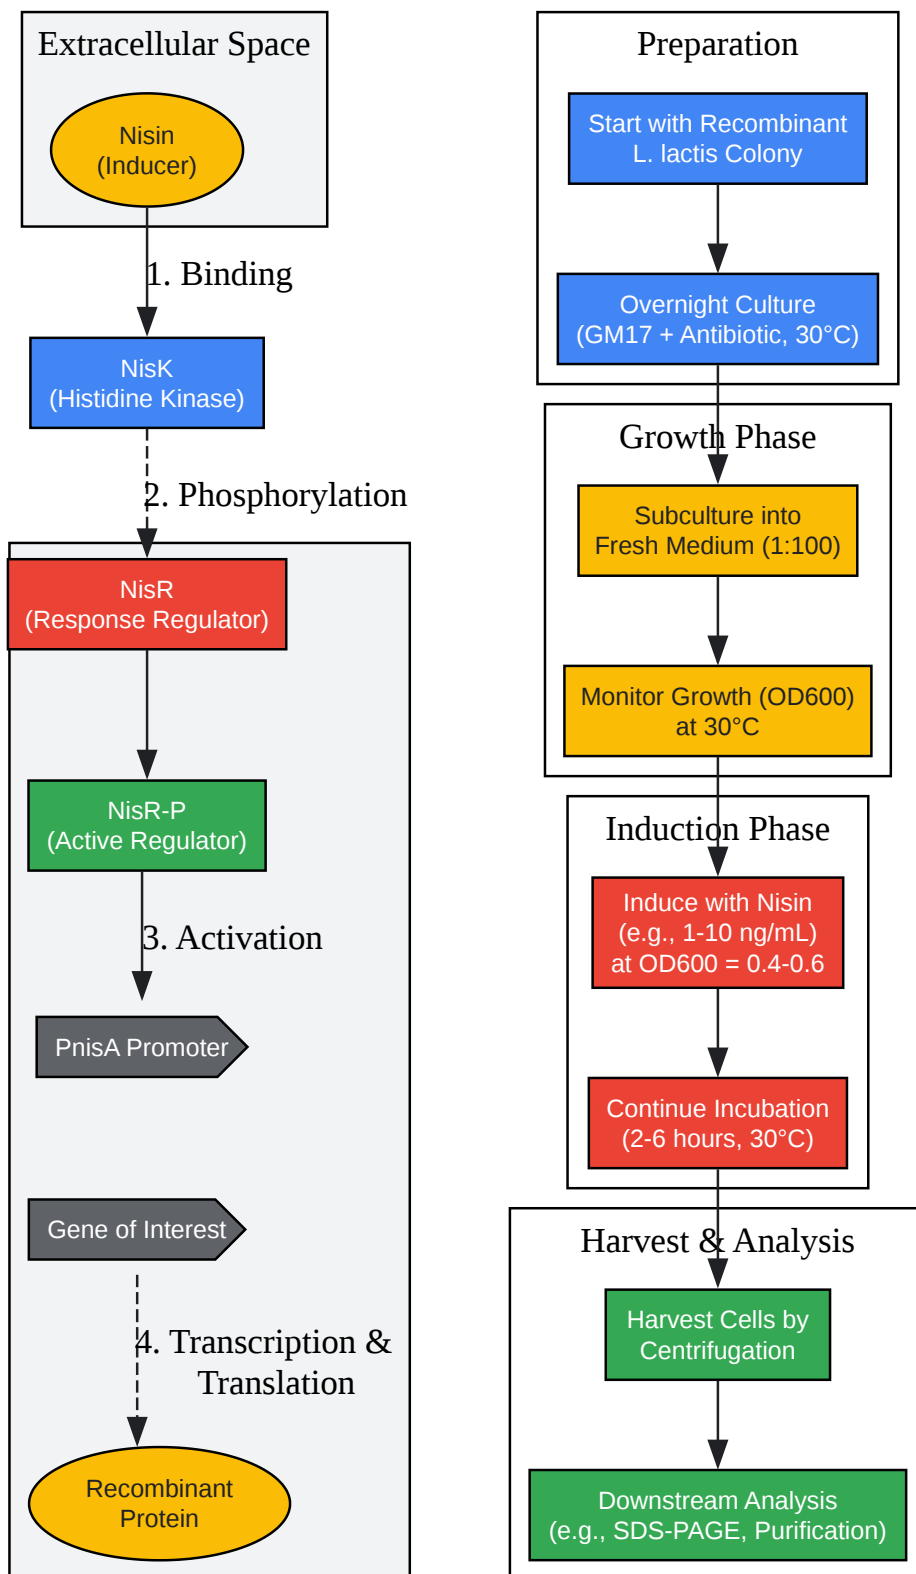 Extracellular Space
Nisin
(Inducer)
1. Binding
NisK
(Histidine Kinase)
2. Phosphorylation
NisR
(Response Regulator)
NisR-P
(Active Regulator)
3. Activation
PnisA Promoter
Gene of Interest
4. Transcription &
Translation
Recombinant
Protein
Preparation
Start with Recombinant
L. lactis Colony
Overnight Culture
(GM17 + Antibiotic, 30°C)
Growth Phase
Subculture into
Fresh Medium (1:100)
Monitor Growth (OD600)
at 30°C
Induction Phase
Induce with Nisin
(e.g., 1-10 ng/mL)
at OD600 = 0.4-0.6
Continue Incubation
(2-6 hours, 30°C)
Harvest & Analysis
Harvest Cells by
Centrifugation
Downstream Analysis
(e.g., SDS-PAGE, Purification)